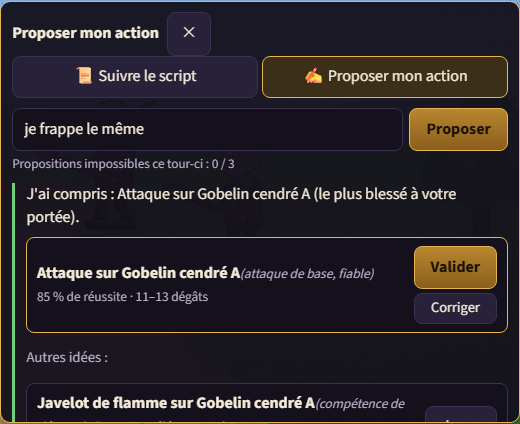 Proposer mon action ×
📜 Suivre le script ✍️ Proposer mon action
je frappe le même Proposer
Propositions impossibles ce tour-ci : 0 / 3
J'ai compris : Attaque sur Gobelin cendré A (le plus blessé à votre
portée).
Attaque sur Gobelin cendré A(attaque de base, fiable)
85 % de réussite · 11–13 dégâts
Valider
Corriger
Autres idées :
Javelot de flamme sur Gobelin cendré A(compétence de